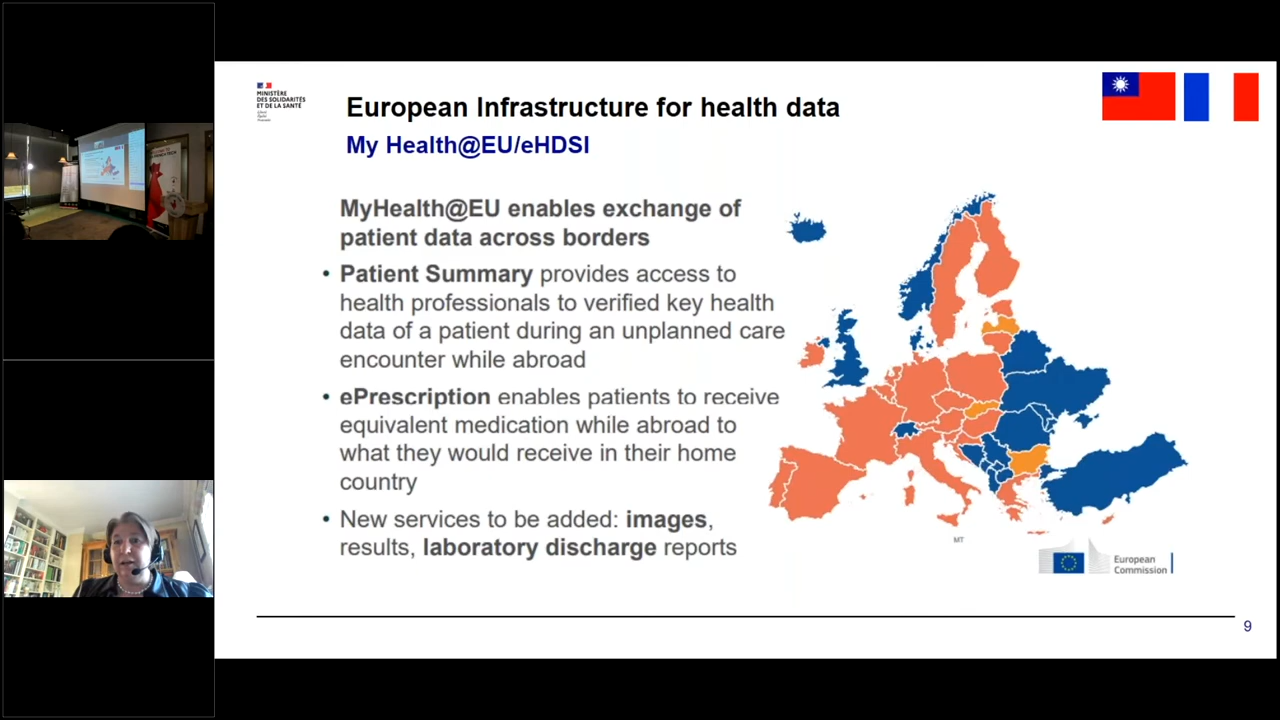 MINISTÈRE
DES SOLIDARITÉS
ET DE LA SANTÉ
European Infrastructure for health data
My Health@EU/eHDSI
MyHealth@EU enables exchange of
patient data across borders
• Patient Summary provides access to
health professionals to verified key health
data of a patient during an unplanned care
encounter while abroad
• ePrescription enables patients to receive
equivalent medication while abroad to
what they would receive in their home
country
• New services to be added: images,
results, laboratory discharge reports
MT
European
Commission
9